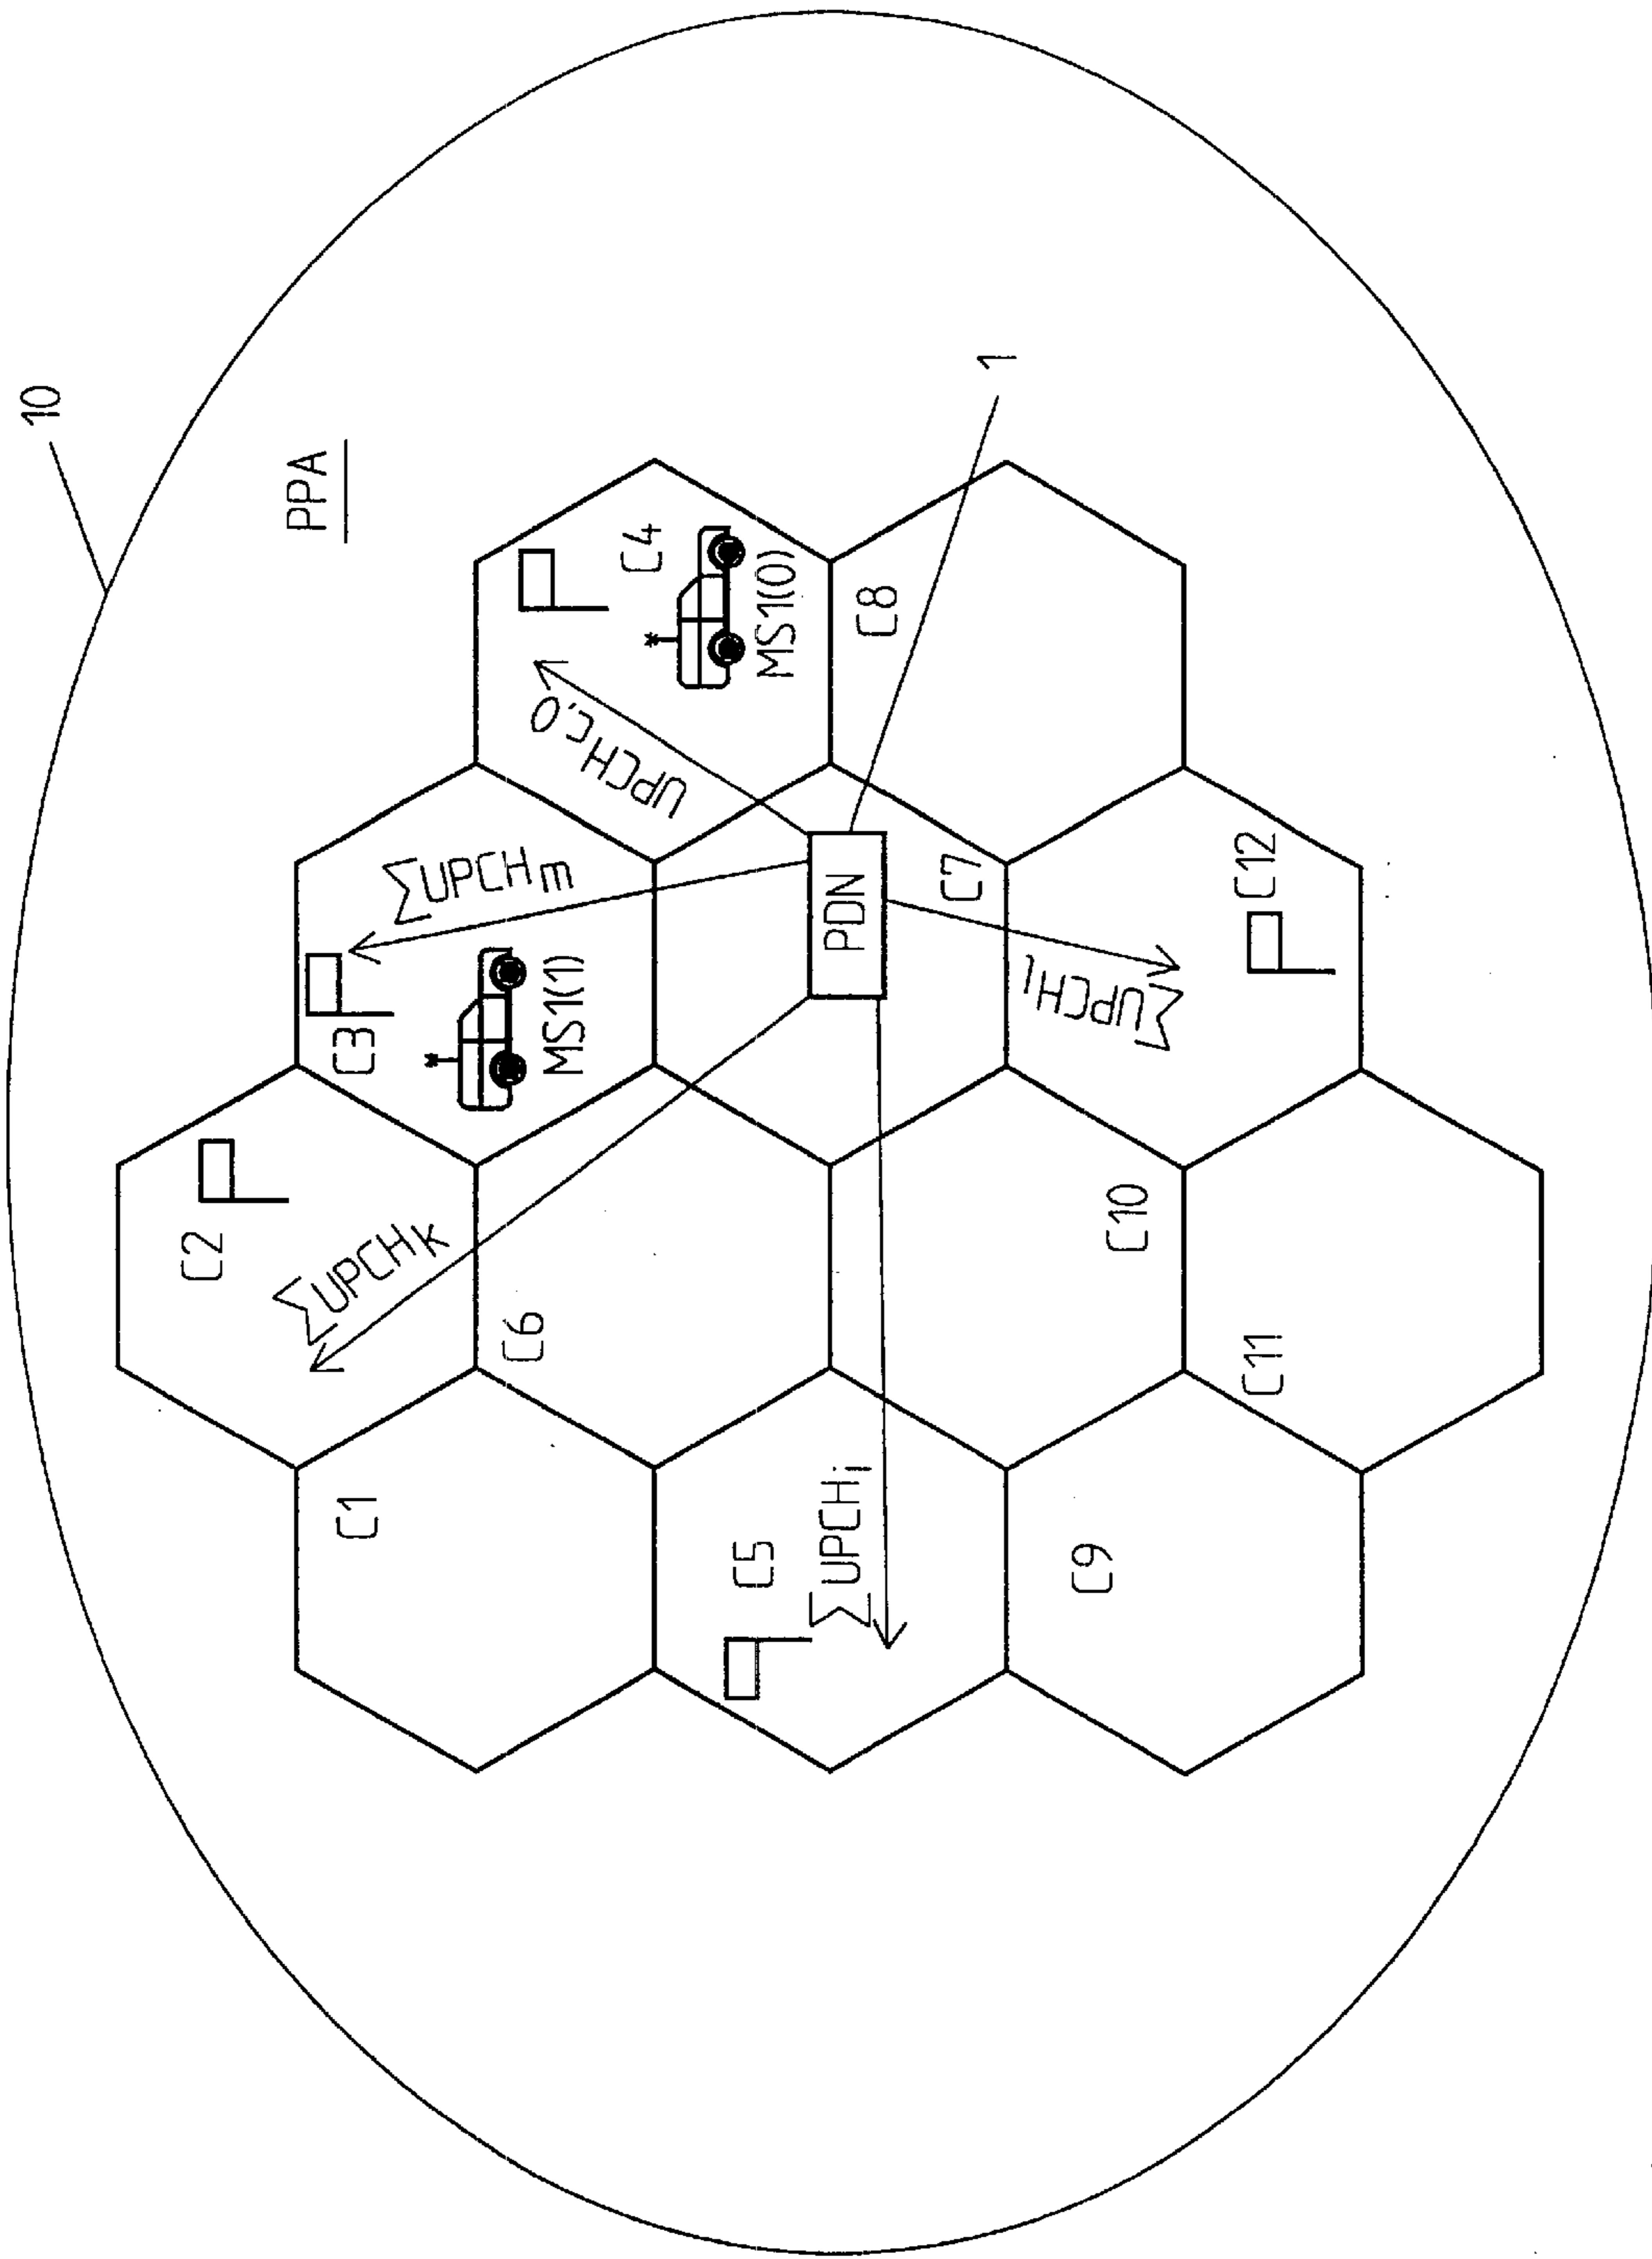 10
C2
PPA
ΣUPCHk
C1
C3
ΣUPCHm
C6
MS1(1)
UPCHC,0
C4
C5
MS1(0)
ΣUPCHi
PDN
C8
C7
1
C9
ΣUPCHl
C10
C11
C12